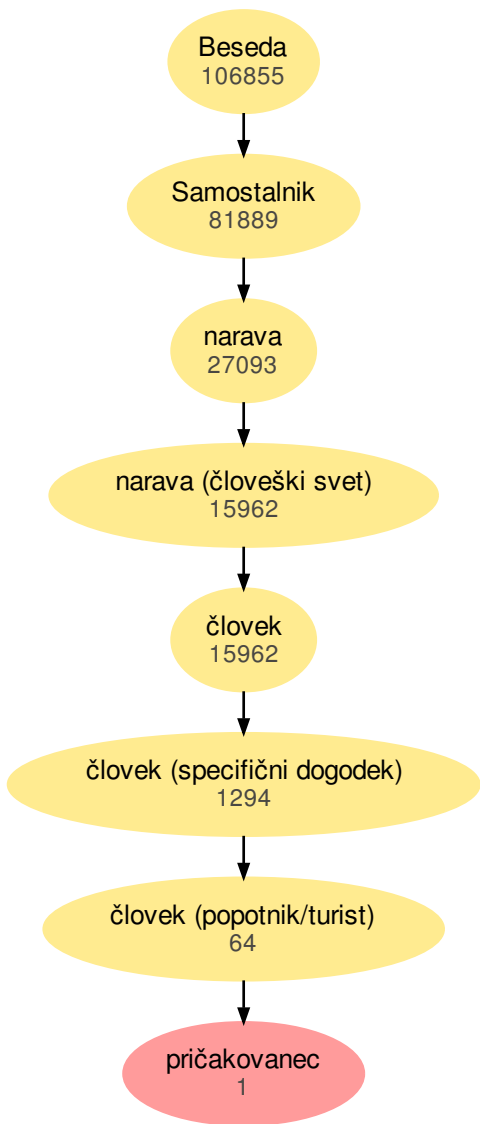 Beseda
106855
Samostalnik
81889
narava
27093
narava (človeški svet)
15962
človek
15962
človek (specifični dogodek)
1294
človek (popotnik/turist)
64
pričakovanec
1